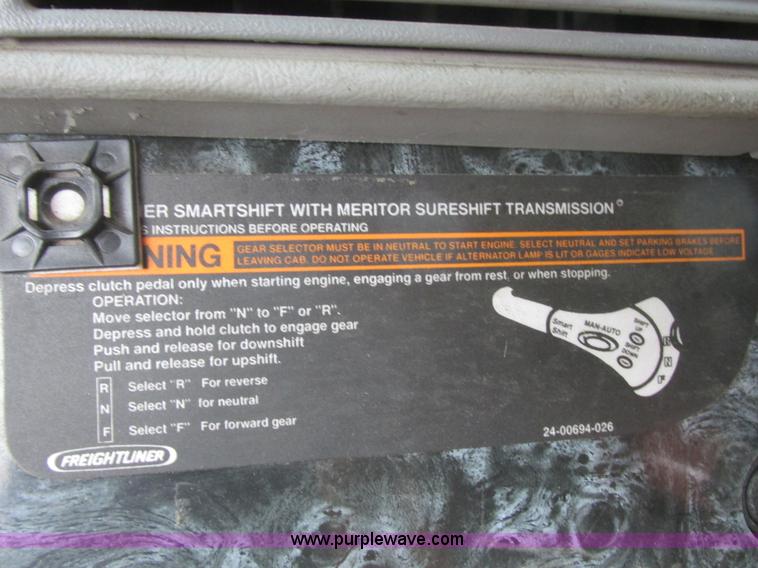 ER SMARTSHIFT WITH MERITOR SURESHIFT TRANSMISSION©
S INSTRUCTIONS BEFORE OPERATING
NING GEAR SELECTOR MUST BE IN NEUTRAL TO START ENGINE. SELECT NEUTRAL AND SET PARKING BRAKES BEFORE
LEAVING CAB. DO NOT OPERATE VEHICLE IF ALTERNATOR LAMP IS LIT OR GAGES INDICATE LOW VOLTAGE
Depress clutch pedal only when starting engine, engaging a gear from rest, or when stopping.
OPERATION:
Move selector from "N" to "F" or "R".
Depress and hold clutch to engage gear
Push and release for downshift
Pull and release for upshift.
R Select "R" For reverse
N Select "N" for neutral
F Select "F" For forward gear
Smart
Shift
MAN-AUTO
SHIFT
UP
SHIFT
DOWN
R
N
F
24-00694-026
FREIGHTLINER
www.purplewave.com